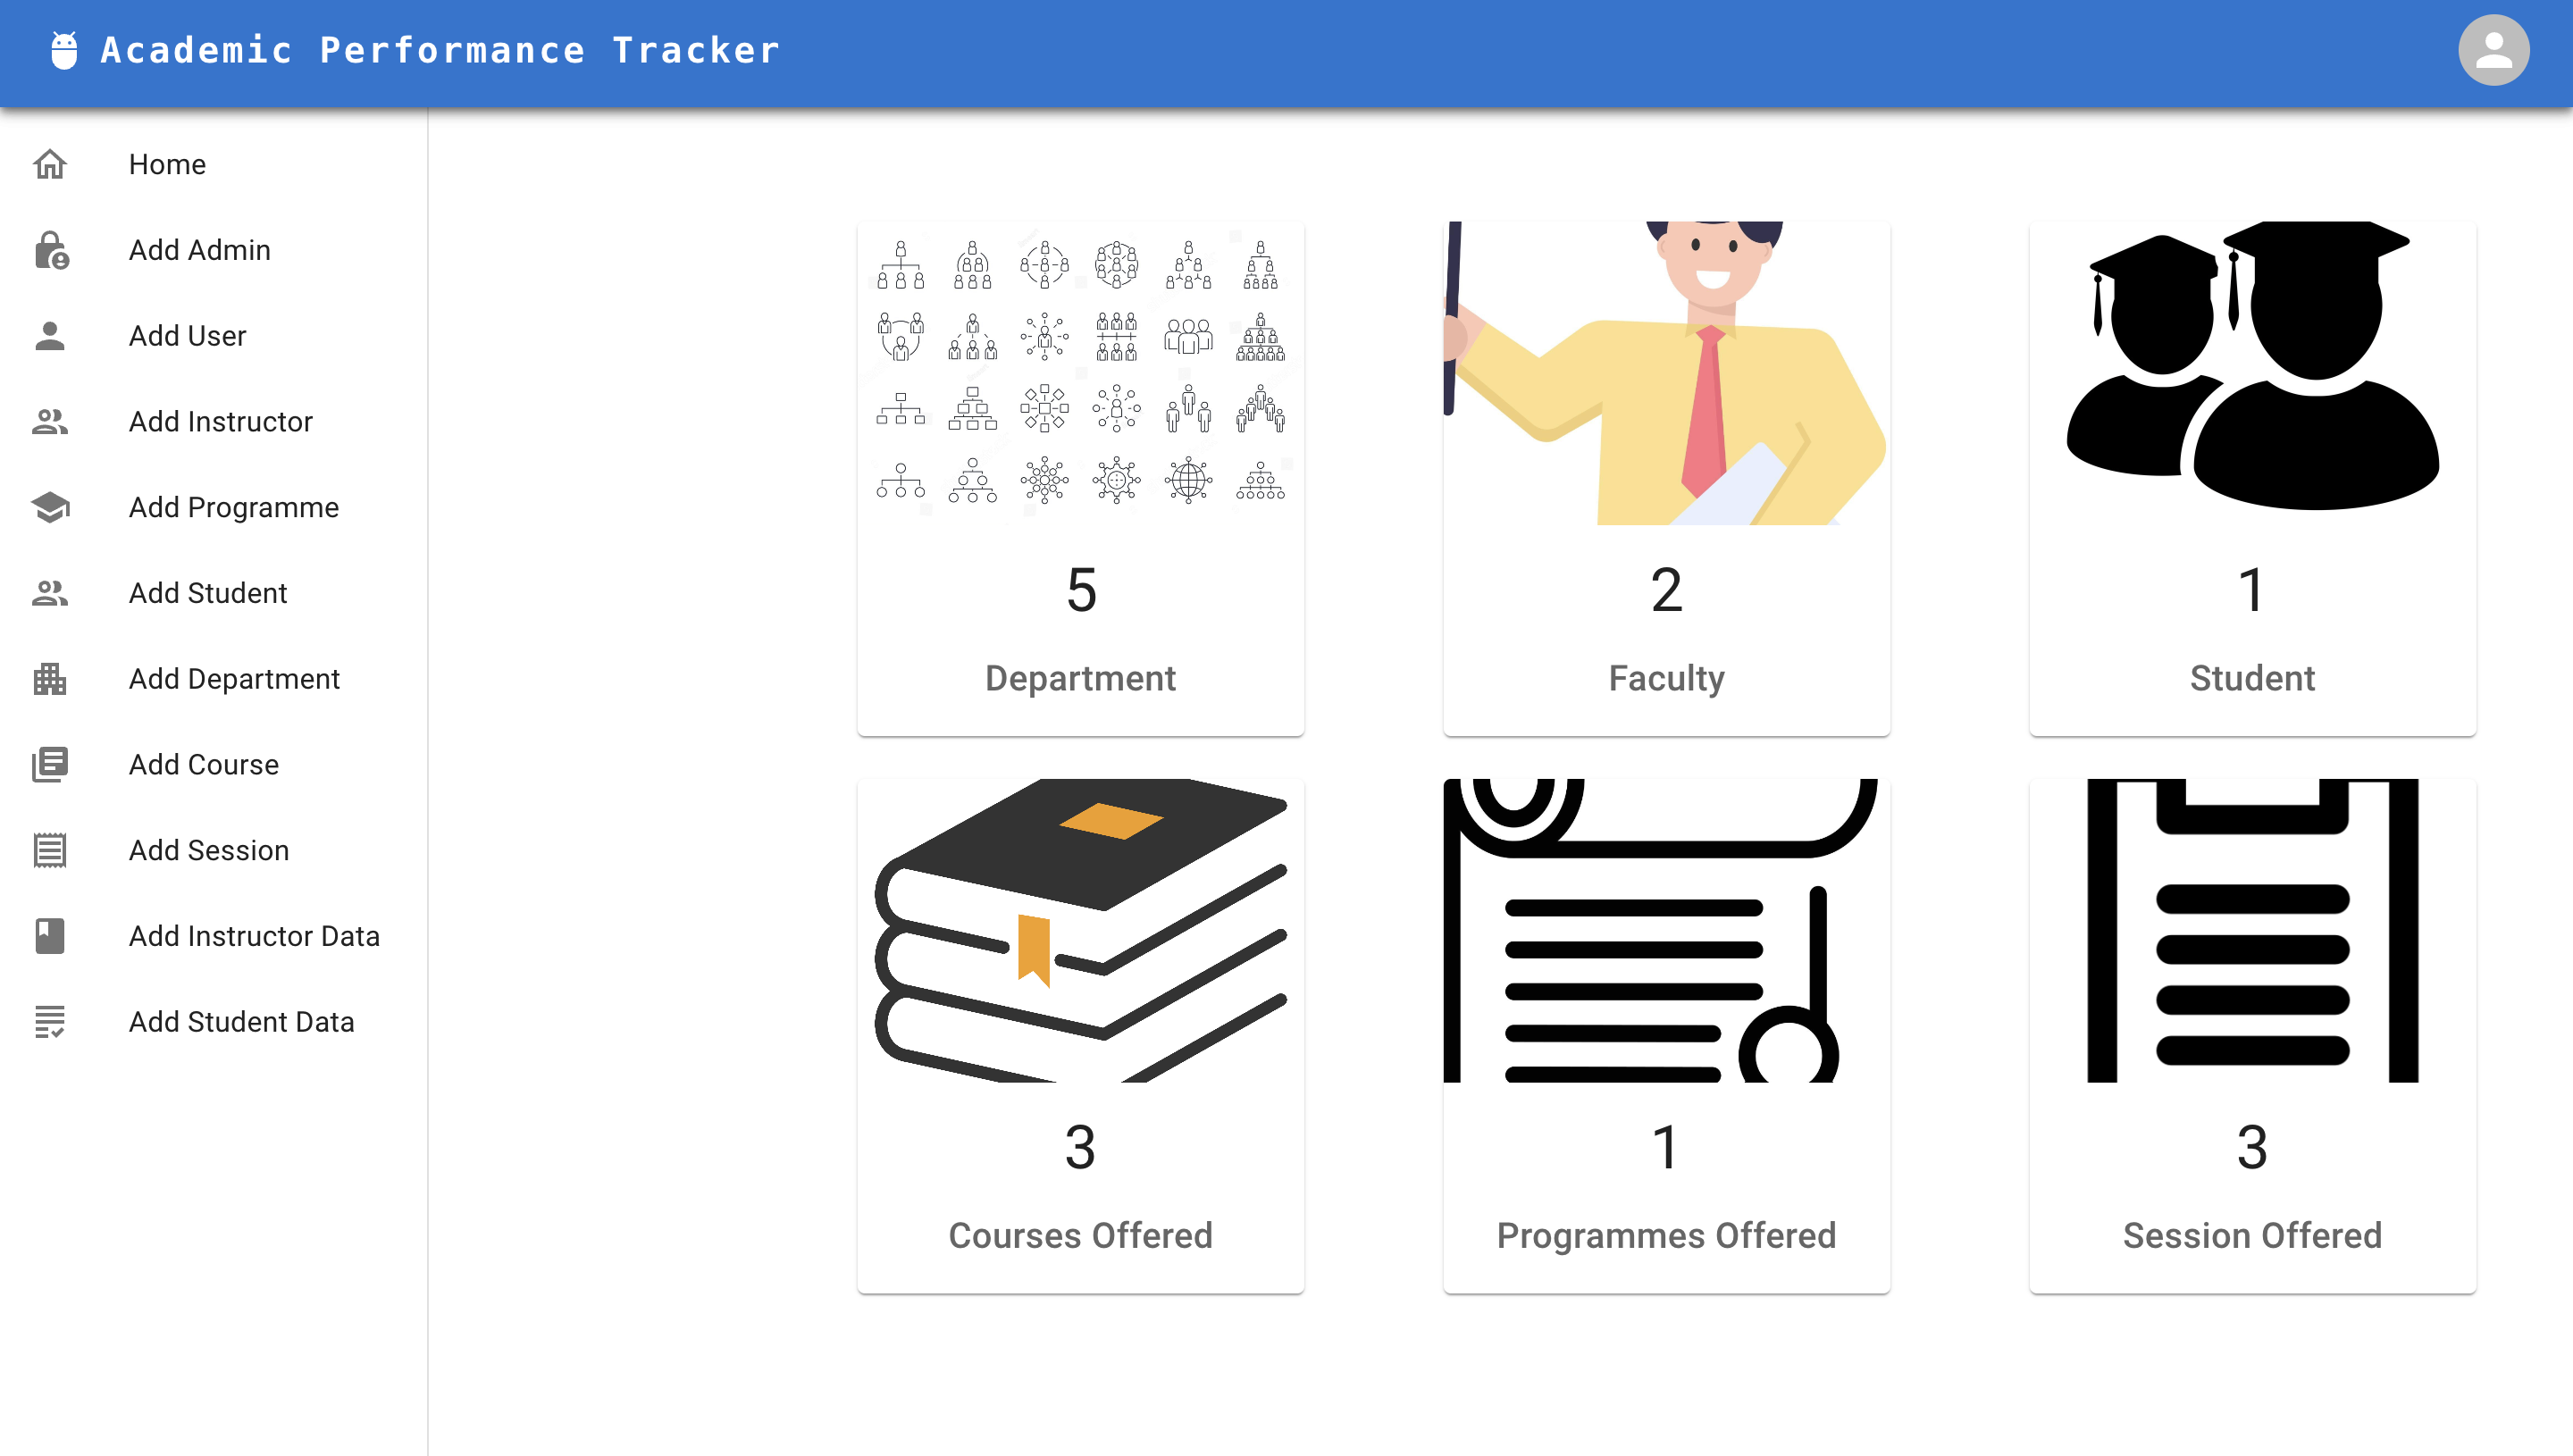 Academic Performance Tracker
Home
Add Admin
Add User
Add Instructor
Add Programme
Add Student
Add Department
Add Course
Add Session
Add Instructor Data
Add Student Data
5
Department
2
Faculty
1
Student
3
Courses Offered
1
Programmes Offered
3
Session Offered